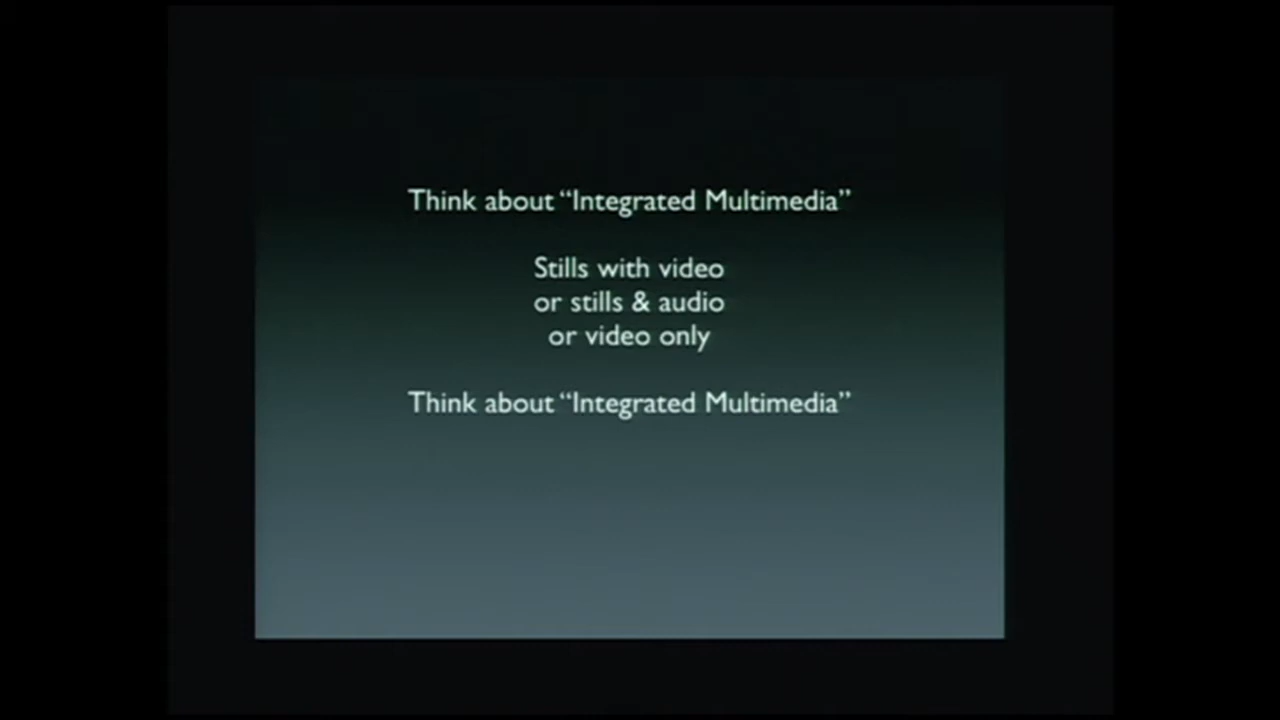 Think about “Integrated Multimedia”
Stills with video
or stills & audio
or video only
Think about “Integrated Multimedia”